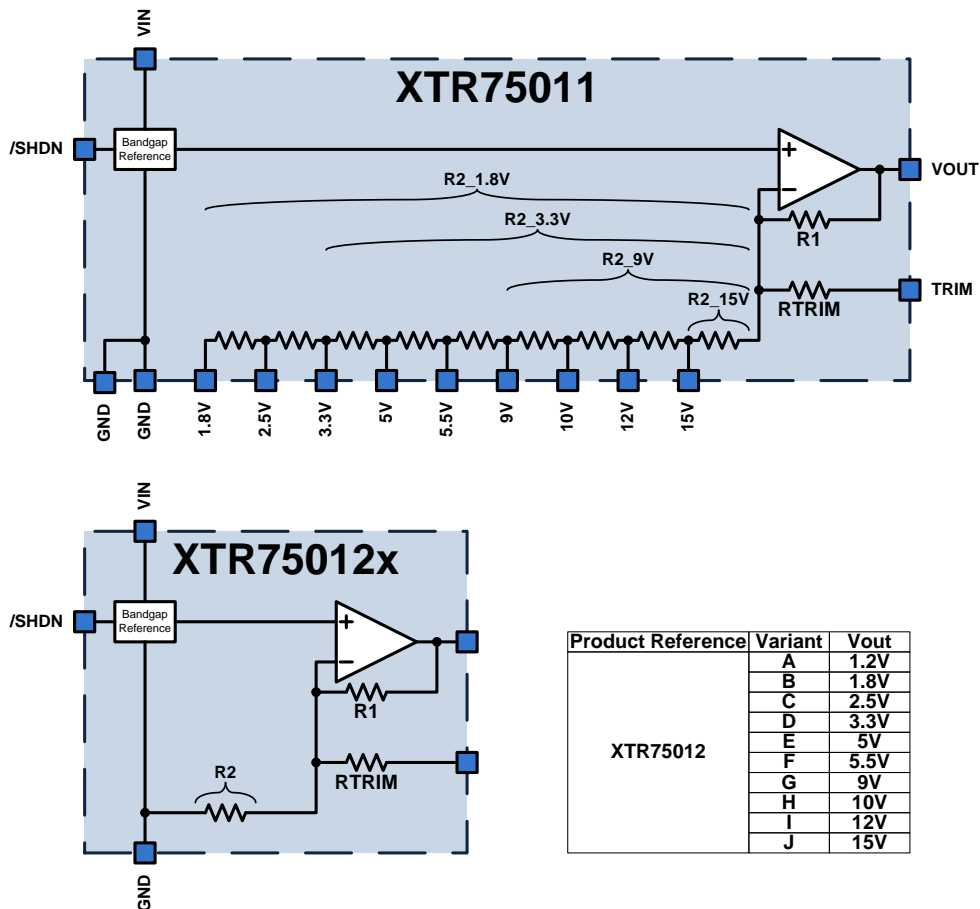 VIN
XTR75011
/SHDN
Bandgap
Reference
+
−
VOUT
R2_1.8V
R2_3.3V
R1
R2_9V
R2_15V
TRIM
RTRIM
GND
GND
1.8V
2.5V
3.3V
5V
5.5V
9V
10V
12V
15V
VIN
XTR75012x
/SHDN
Bandgap
Reference
+
−
R1
R2
RTRIM
GND
Product Reference Variant Vout
XTR75012
A 1.2V
B 1.8V
C 2.5V
D 3.3V
E 5V
F 5.5V
G 9V
H 10V
I 12V
J 15V